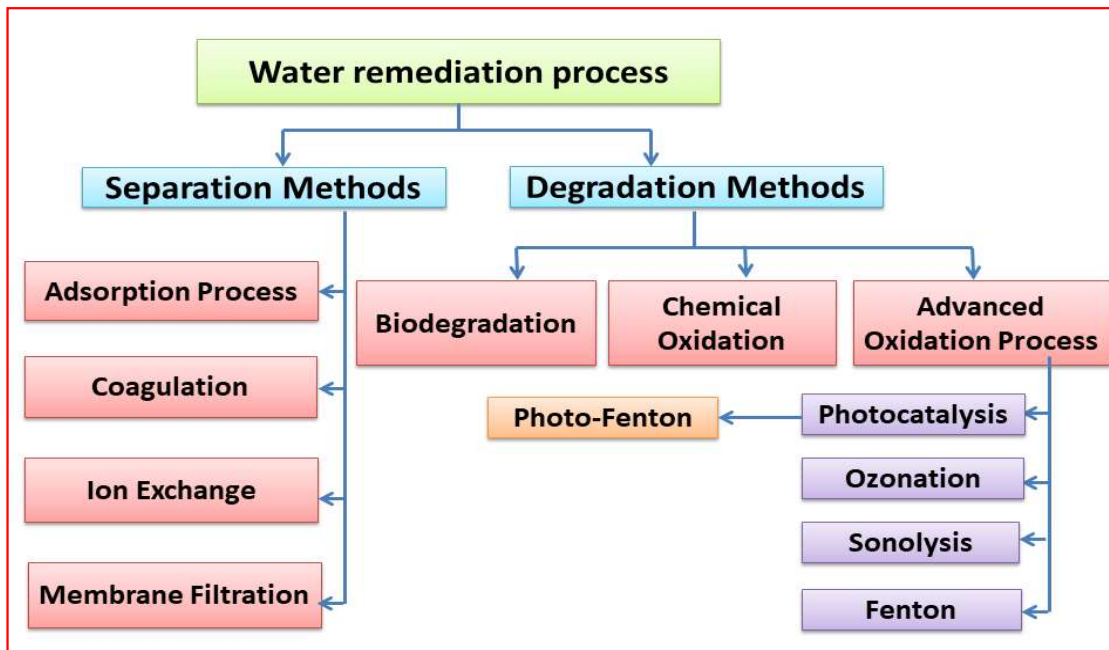 Water remediation process
Separation Methods
Degradation Methods
Adsorption Process
Coagulation
Ion Exchange
Membrane Filtration
Biodegradation
Chemical
Oxidation
Advanced
Oxidation Process
Photo-Fenton
Photocatalysis
Ozonation
Sonolysis
Fenton